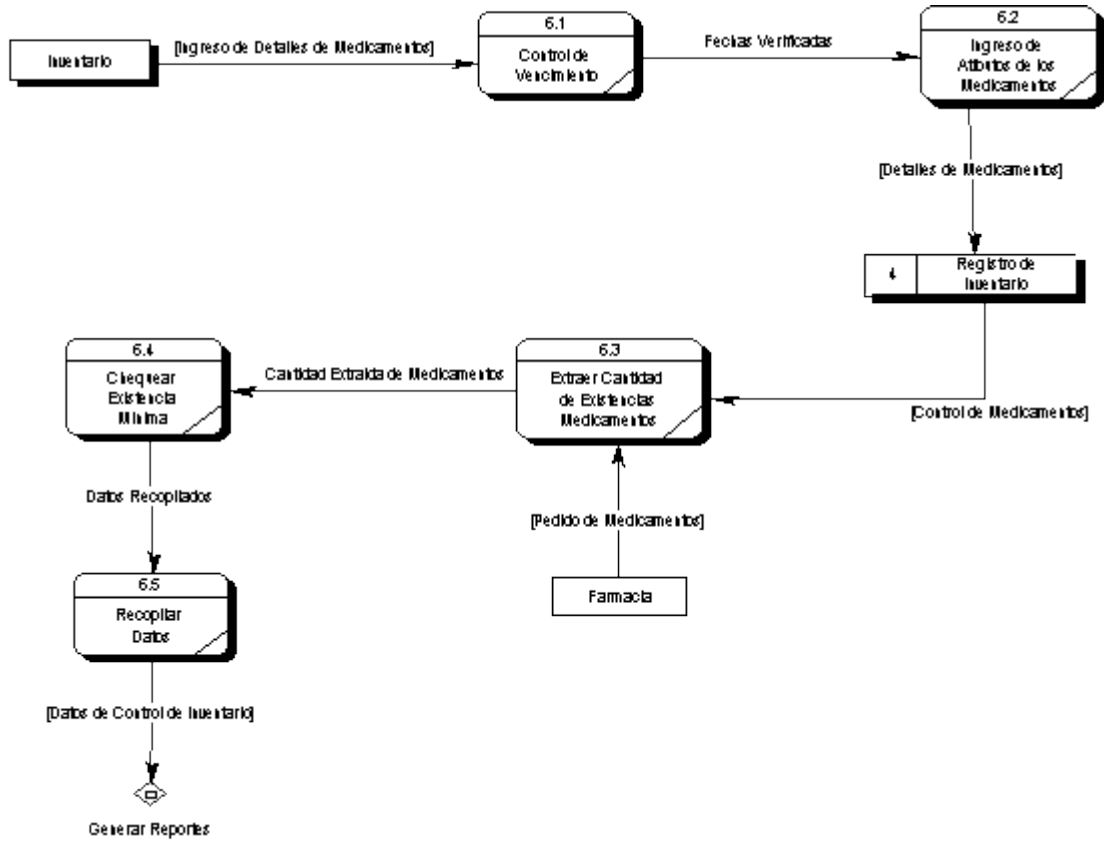 6.1
6.2
Inventario
[Ingreso de Detalles de Medicamentos]
Control de
Vencimiento
Fechas Verificadas
Ingreso de
Atibutos de los
Medicamentos
[Detalles de Medicamentos]
4
Registro de
Inventario
6.4
6.3
Chequear
Existencia
Minima
Cantidad Extraida de Medicamentos
Extraer Cantidad
de Existencias
Medicamentos
[Control de Medicamentos]
Datos Recopilados
[Pedido de Medicamentos]
6.5
Recopilar
Datos
Farmacia
[Datos de Control de Inventario]
Generar Reportes